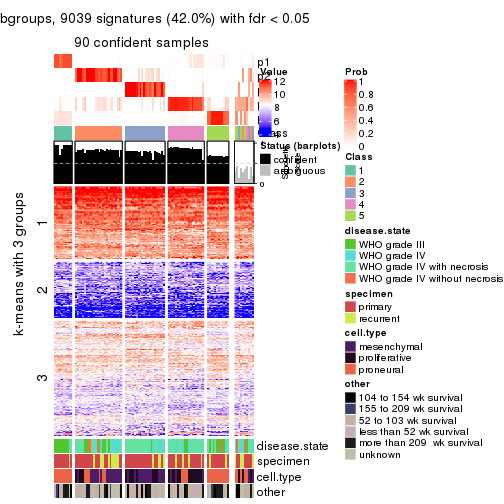 bgroups, 9039 signatures (42.0%) with fdr < 0.05
90 confident samples
p1
Value
12
10
8
6
4
Prob
1
0.8
0.6
0.4
0.2
0
Status (barplots)
confident
ambiguous
0
Class
1
2
3
4
5
disease.state
WHO grade III
WHO grade IV
WHO grade IV with necrosis
WHO grade IV without necrosis
specimen
primary
recurrent
cell.type
mesenchymal
proliferative
proneural
other
104 to 154 wk survival
155 to 209 wk survival
52 to 103 wk survival
less than 52 wk survival
more than 209 wk survival
unknown
k-means with 3 groups
1
2
3
disease.state
specimen
cell.type
other